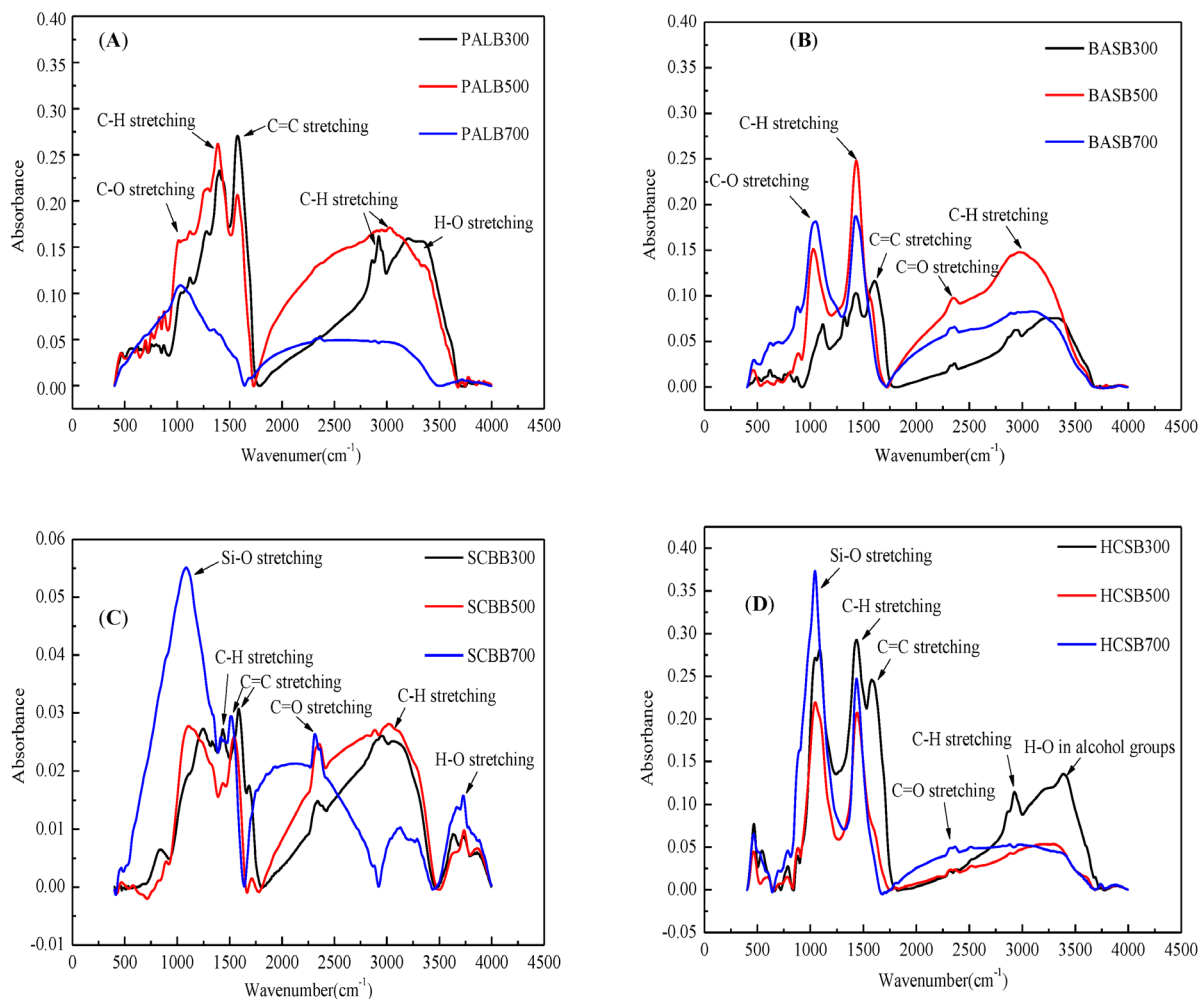 (A)
PALB300
PALB500
PALB700
C-H stretching
C=C stretching
C-O stretching
C-H stretching
H-O stretching
Absorbance
0.40
0.35
0.30
0.25
0.20
0.15
0.10
0.05
0.00
0 500 1000 1500 2000 2500 3000 3500 4000 4500
Wavenumer(cm-1)
(B)
BASB300
BASB500
BASB700
C-H stretching
C-O stretching
C-H stretching
C=C stretching
C=O stretching
Absorbance
0.40
0.35
0.30
0.25
0.20
0.15
0.10
0.05
0.00
0 500 1000 1500 2000 2500 3000 3500 4000 4500
Wavenumber(cm-1)
(C)
SCBB300
SCBB500
SCBB700
Si-O stretching
C-H stretching
C=C stretching
C=O stretching
C-H stretching
H-O stretching
Absorbance
0.06
0.05
0.04
0.03
0.02
0.01
0
-0.01
0 500 1000 1500 2000 2500 3000 3500 4000 4500
Wavenumber(cm-1)
(D)
HCSB300
HCSB500
HCSB700
Si-O stretching
C-H stretching
C=C stretching
C-H stretching
H-O in alcohol groups
C=O stretching
Absorbance
0.40
0.35
0.30
0.25
0.20
0.15
0.10
0.05
0.00
-0.05
0 500 1000 1500 2000 2500 3000 3500 4000 4500
Wavenumber(cm-1)